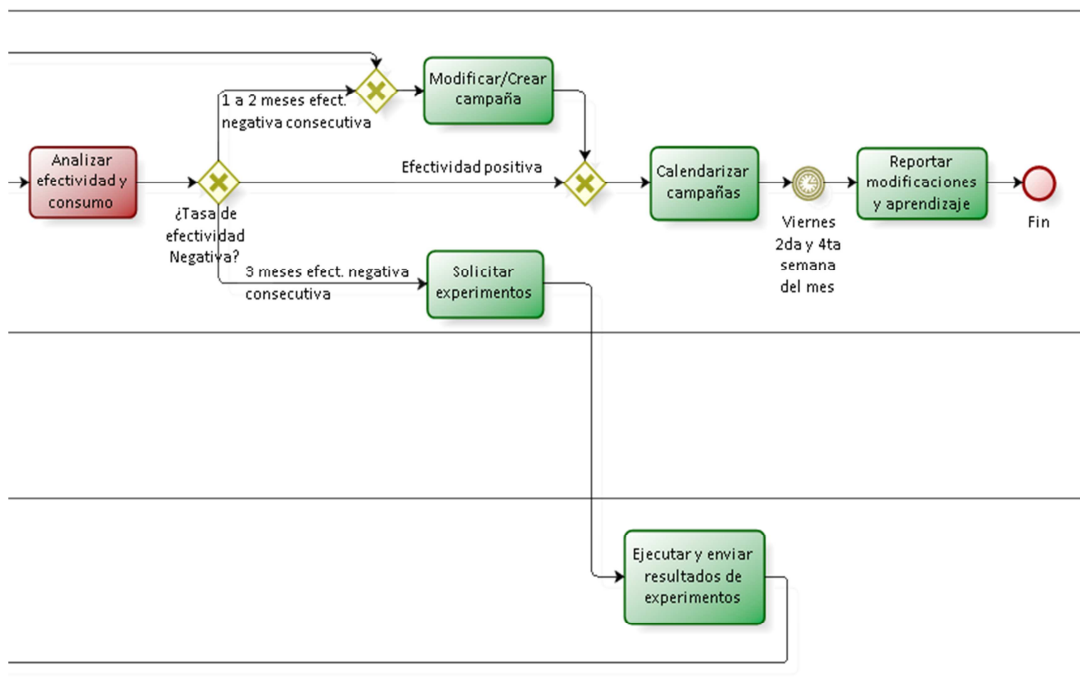 Modificar/Crear
campaña
1 a 2 meses efect.
negativa consecutiva
Analizar
efectividad y
consumo
Efectividad positiva
Calendarizar
campañas
Reportar
modificaciones
y aprendizaje
¿Tasa de
efectividad
Negativa?
Viernes
2da y 4ta
semana
del mes
Fin
3 meses efect. negativa
consecutiva
Solicitar
experimentos
Ejecutar y enviar
resultados de
experimentos